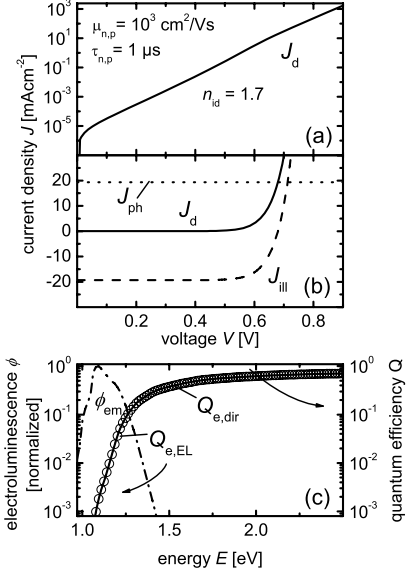 10³
μn,p = 10³ cm²/Vs
τn,p = 1 μs
10¹
Jd
10⁻¹
10⁻³
nid = 1.7
10⁻⁵
(a)
current density J [mAcm⁻²]
20
Jph
10
Jd
0
-10
-20
Jill
(b)
0.2 0.4 0.6 0.8
voltage V [V]
10⁰ 10⁰
ϕem
Qe,dir
10⁻¹ 10⁻¹
Qe,EL
10⁻² 10⁻²
(c)
10⁻³ 10⁻³
electroluminescence ϕ
[normalized]
quantum efficiency Q
1.0 1.5 2.0
energy E [eV]